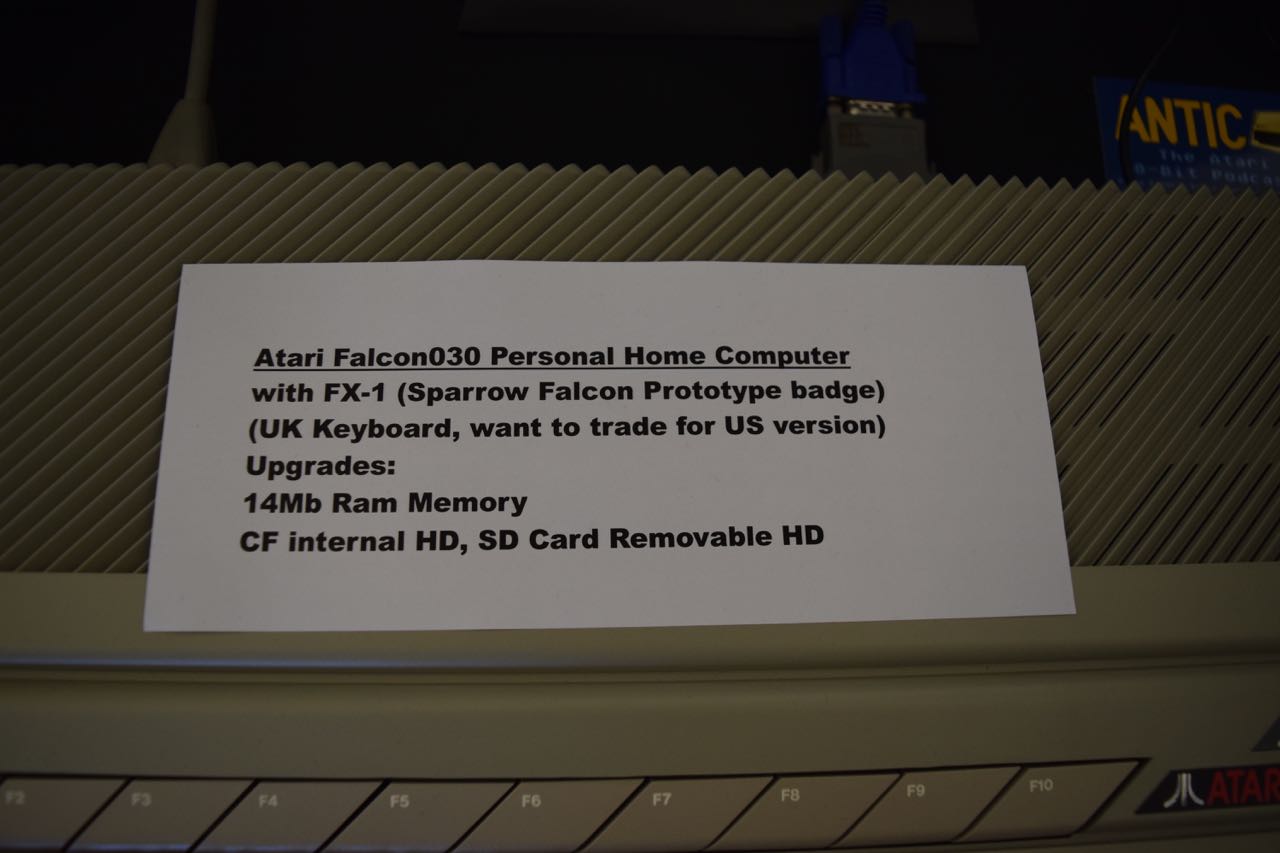 ANTIC
The Atari
8-Bit Podcas
Atari Falcon030 Personal Home Computer
with FX-1 (Sparrow Falcon Prototype badge)
(UK Keyboard, want to trade for US version)
Upgrades:
14Mb Ram Memory
CF internal HD, SD Card Removable HD
F2 F3 F4 F5 F6 F7 F8 F9 F10
ATAR